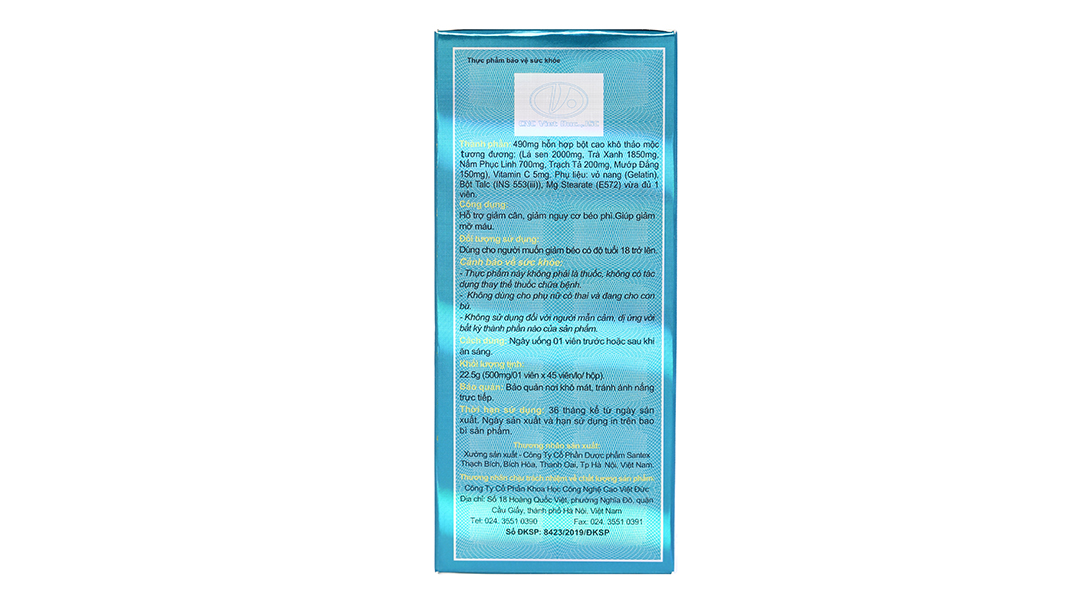 Thực phẩm bảo vệ sức khỏe
CNC Viet Duc.,JSC
Thành phần: 490mg hỗn hợp bột cao khô thảo mộc
tương đương: (Lá sen 2000mg, Trà Xanh 1850mg,
Nấm Phục Linh 700mg, Trạch Tả 200mg, Mướp Đắng
150mg), Vitamin C 5mg. Phụ liệu: vỏ nang (Gelatin),
Bột Talc (INS 553(iii)), Mg Stearate (E572) vừa đủ 1
viên.
Công dụng:
Hỗ trợ giảm cân, giảm nguy cơ béo phì.Giúp giảm
mỡ máu.
Đối tượng sử dụng:
Dùng cho người muốn giảm béo có độ tuổi 18 trở lên.
Cảnh báo về sức khỏe:
- Thực phẩm này không phải là thuốc, không có tác
dụng thay thế thuốc chữa bệnh.
- Không dùng cho phụ nữ có thai và đang cho con
bú.
- Không sử dụng đối với người mẫn cảm, dị ứng với
bất kỳ thành phần nào của sản phẩm.
Cách dùng: Ngày uống 01 viên trước hoặc sau khi
ăn sáng.
Khối lượng tịnh:
22.5g (500mg/01 viên x 45 viên/lọ/ hộp).
Bảo quản: Bảo quản nơi khô mát, tránh ánh nắng
trực tiếp.
Thời hạn sử dụng: 36 tháng kể từ ngày sản
xuất. Ngày sản xuất và hạn sử dụng in trên bao
bì sản phẩm.
Thương nhân sản xuất:
Xưởng sản xuất - Công Ty Cổ Phần Dược phẩm Santex
Thạch Bích, Bích Hòa, Thanh Oai, Tp Hà Nội, Việt Nam.
Thương nhân chịu trách nhiệm về chất lượng sản phẩm:
Công Ty Cổ Phần Khoa Học Công Nghệ Cao Việt Đức
Địa chỉ: Số 18 Hoàng Quốc Việt, phường Nghĩa Đô, quận
Cầu Giấy, thành phố Hà Nội, Việt Nam
Tel: 024. 3551 0390 Fax: 024. 3551 0391
Số ĐKSP: 8423/2019/ĐKSP